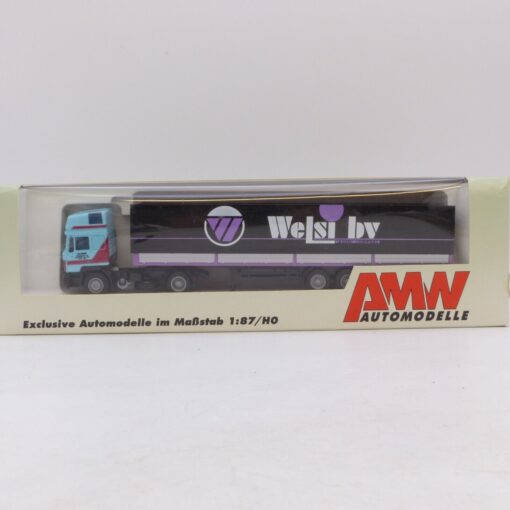 Welsi bv
AMW
AUTOMODELLE
Exclusive Automodelle im Maßstab 1:87/H0